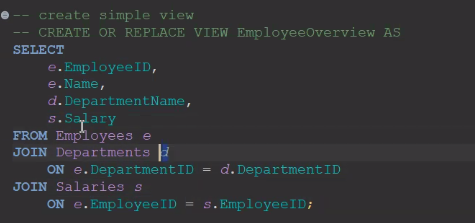 -- create simple view
-- CREATE OR REPLACE VIEW EmployeeOverview AS
SELECT
e.EmployeeID,
e.Name,
d.DepartmentName,
s.Salary
FROM Employees e
JOIN Departments d
ON e.DepartmentID = d.DepartmentID
JOIN Salaries s
ON e.EmployeeID = s.EmployeeID;